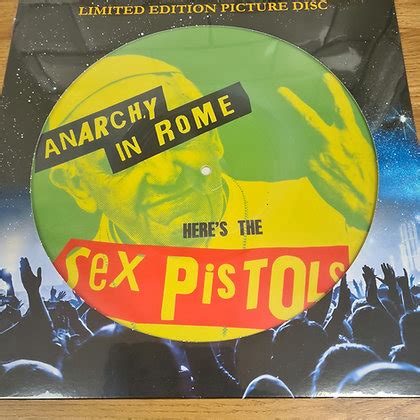 LIMITED EDITION PICTURE DISC
ANARCHY
IN ROME
HERE'S THE
SEX PISTOLS